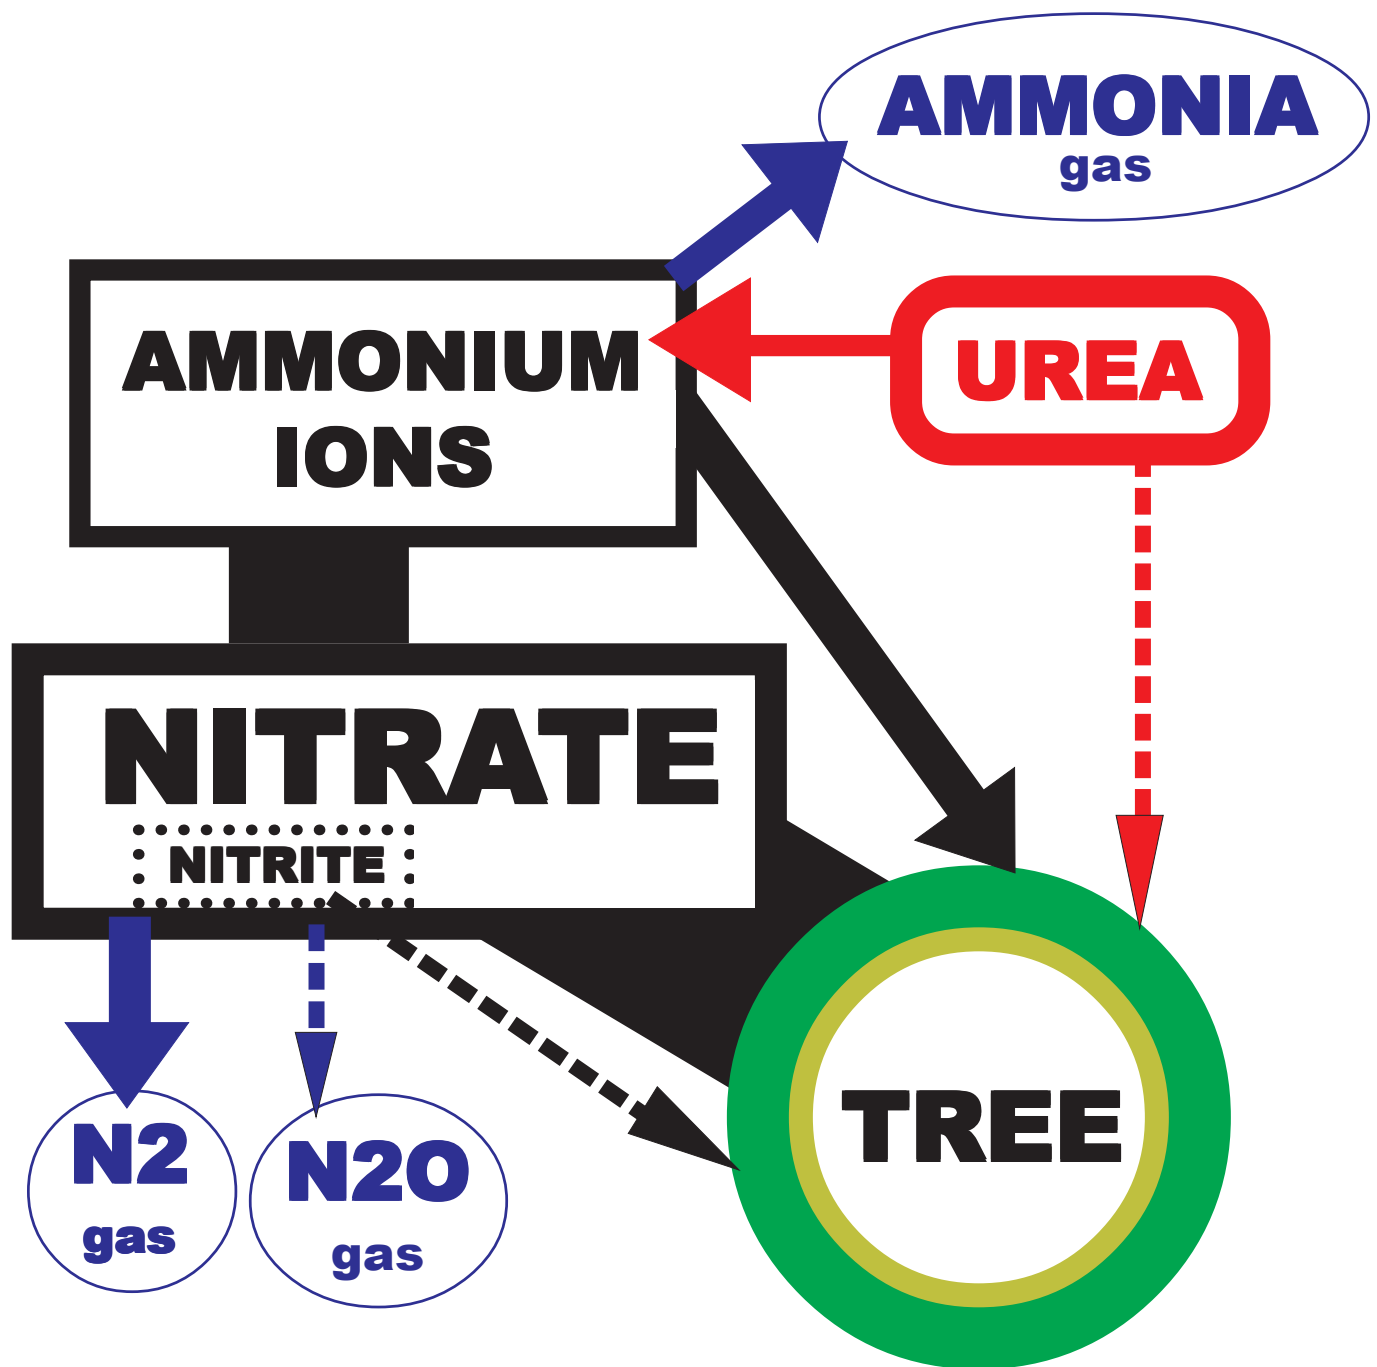 AMMONIA
gas
AMMONIUM
IONS
UREA
NITRATE
NITRITE
N2
gas
N2O
gas
TREE